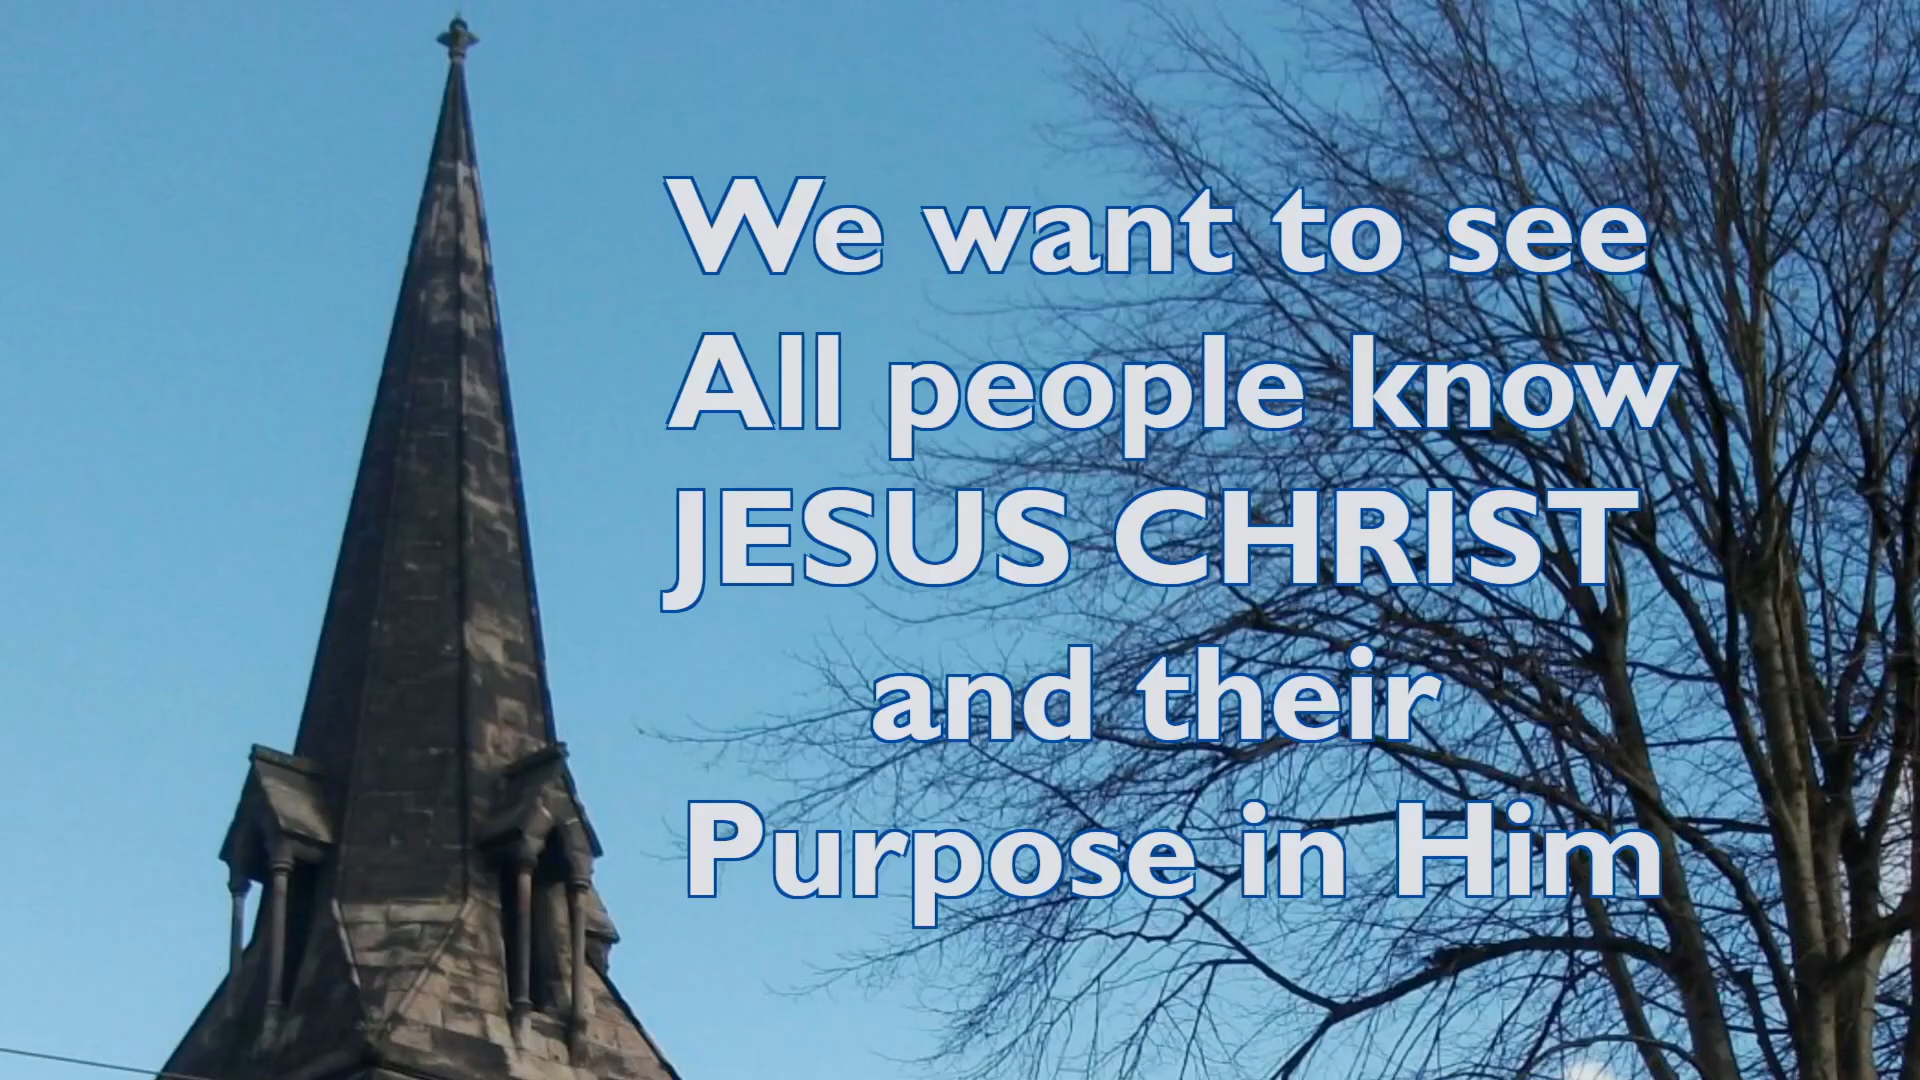 We want to see
All people know
JESUS CHRIST
and their
Purpose in Him